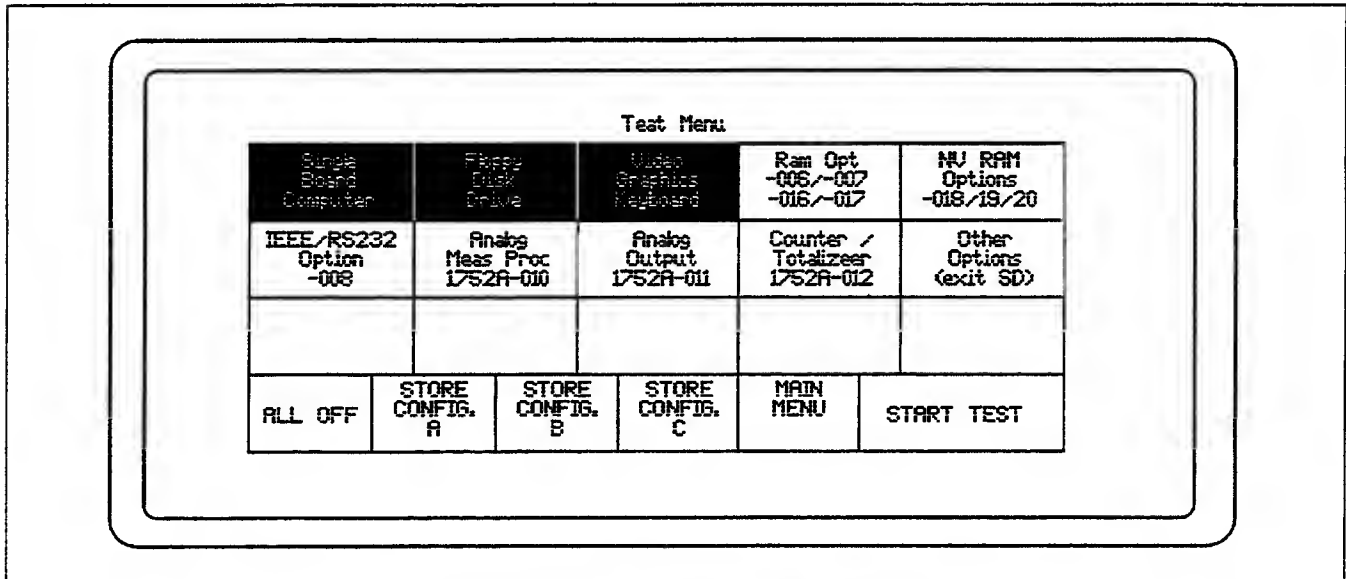 Test Menu
Single
Board
Computer
Floppy
Disk
Drive
Video
Graphics
Keyboard
Ram Opt
-006/-007
-016/-017
NV RAM
Options
-018/19/20
IEEE/RS232
Option
-008
Analog
Meas Proc
1752A-010
Analog
Output
1752A-011
Counter /
Totalizeer
1752A-012
Other
Options
(exit SD)
ALL OFF
STORE
CONFIG.
A
STORE
CONFIG.
B
STORE
CONFIG.
C
MAIN
MENU
START TEST